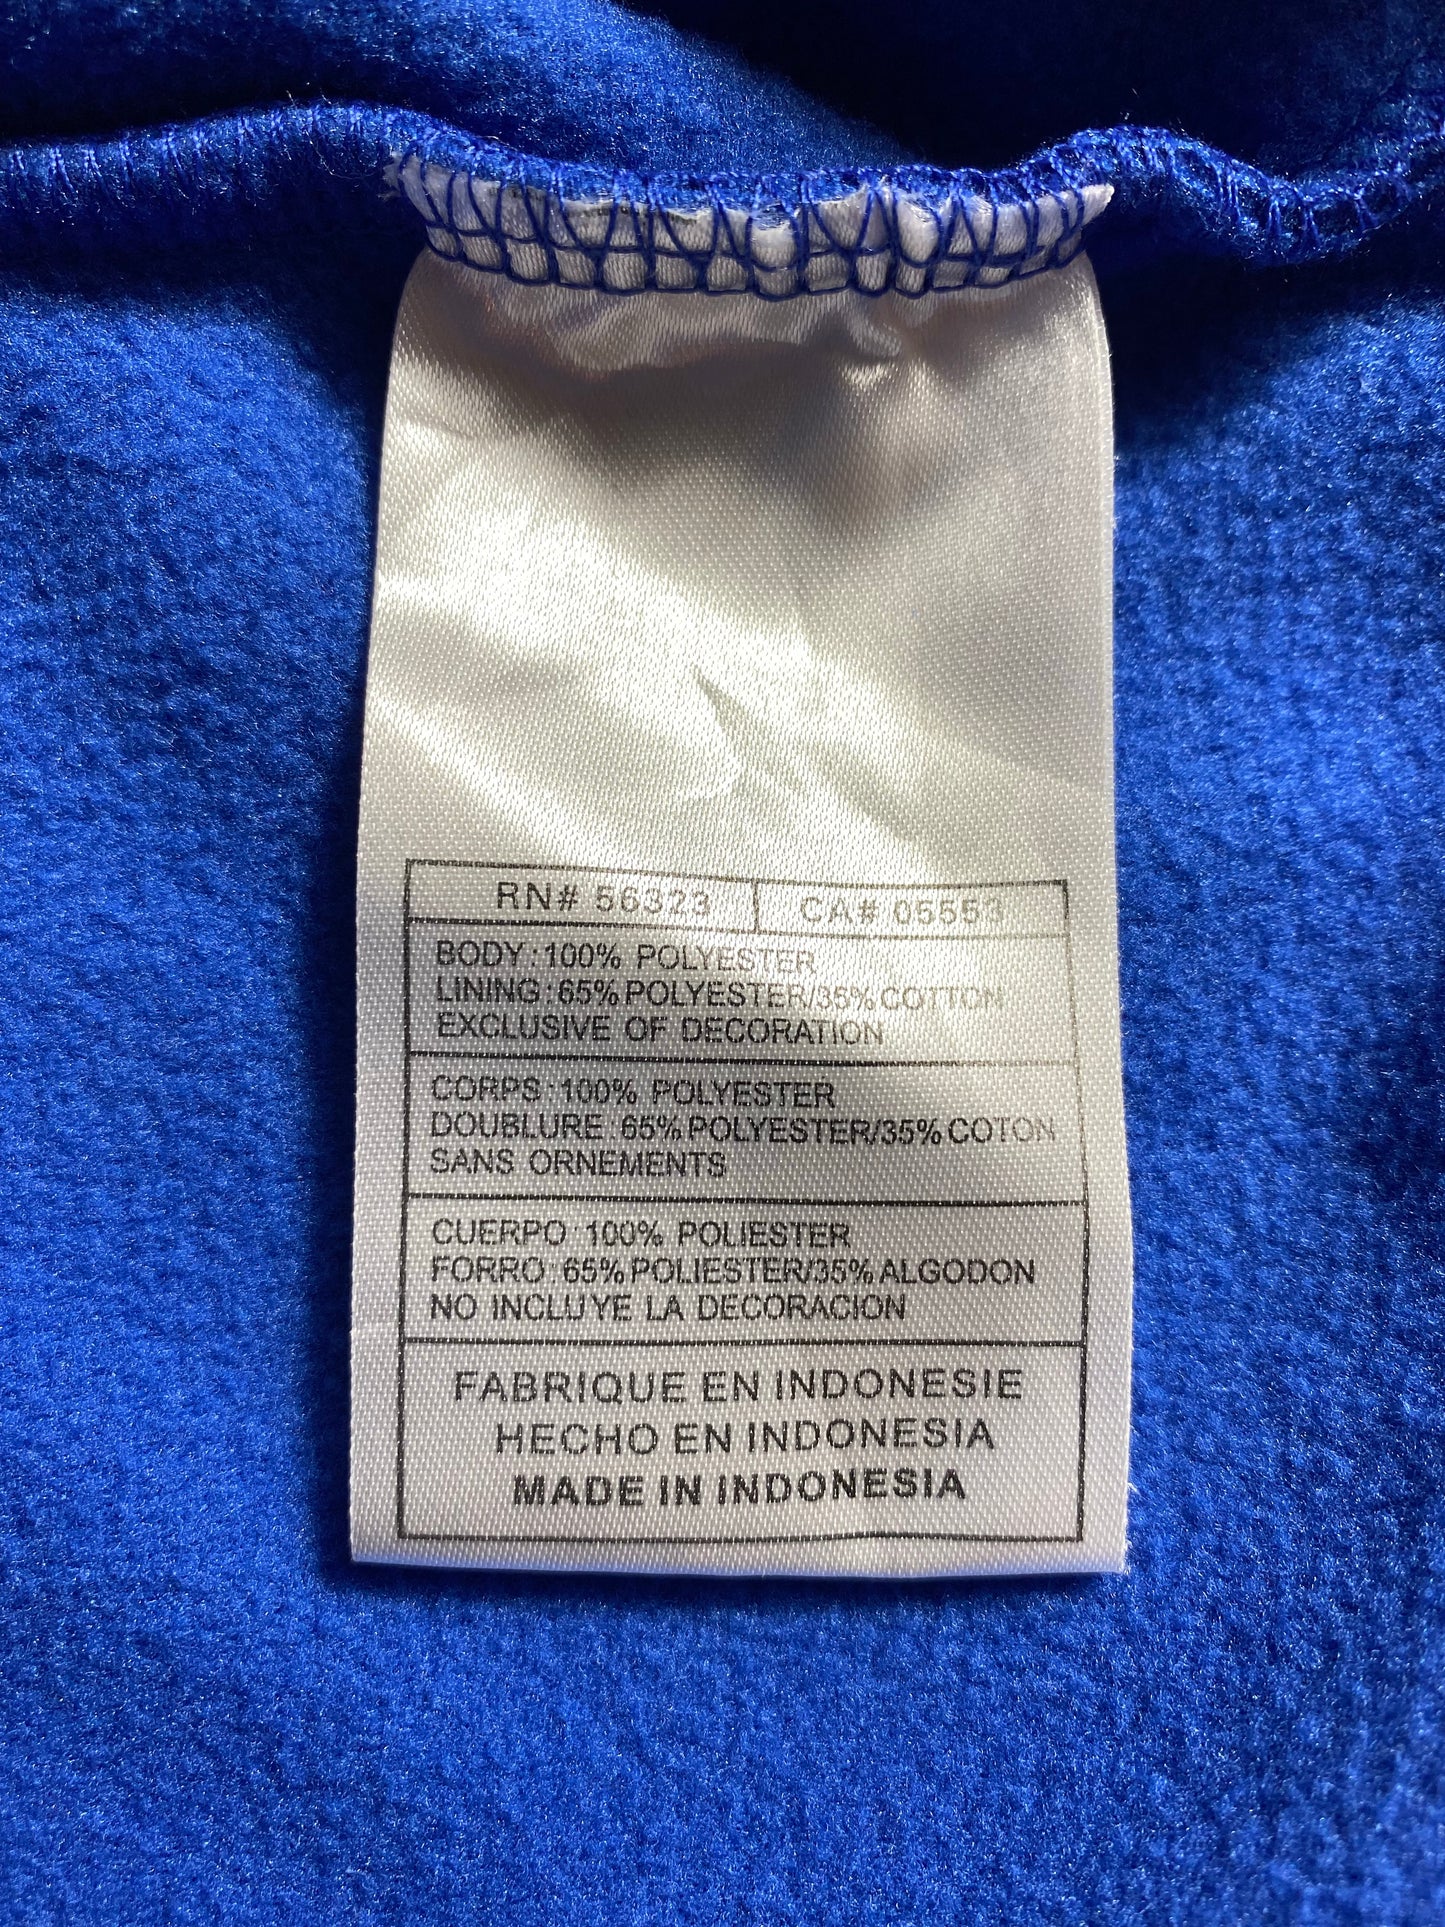 RN# 56323 CA# 05553
BODY: 100% POLYESTER
LINING: 65% POLYESTER/35% COTTON
EXCLUSIVE OF DECORATION
CORPS: 100% POLYESTER
DOUBLURE: 65% POLYESTER/35% COTON
SANS ORNEMENTS
CUERPO: 100% POLIESTER
FORRO: 65% POLIESTER/35% ALGODON
NO INCLUYE LA DECORACION
FABRIQUE EN INDONESIE
HECHO EN INDONESIA
MADE IN INDONESIA